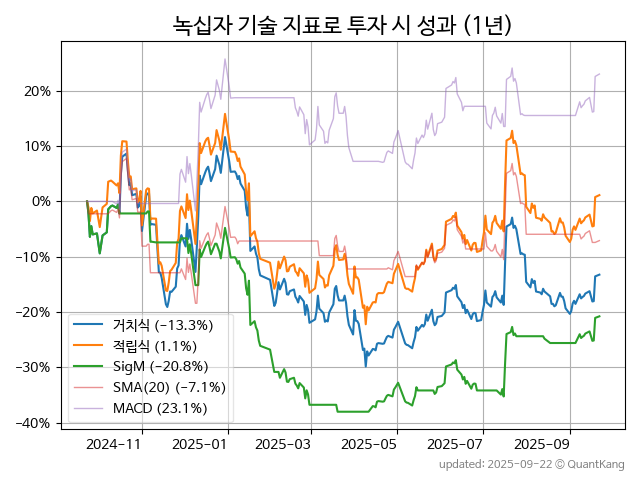 녹십자 기술 지표로 투자 시 성과 (1년)
20%
10%
0%
−10%
−20%
−30%
−40%
거치식 (−13.3%)
적립식 (1.1%)
SigM (−20.8%)
SMA(20) (−7.1%)
MACD (23.1%)
2024-11 2025-01 2025-03 2025-05 2025-07 2025-09
updated: 2025-09-22 © QuantKang